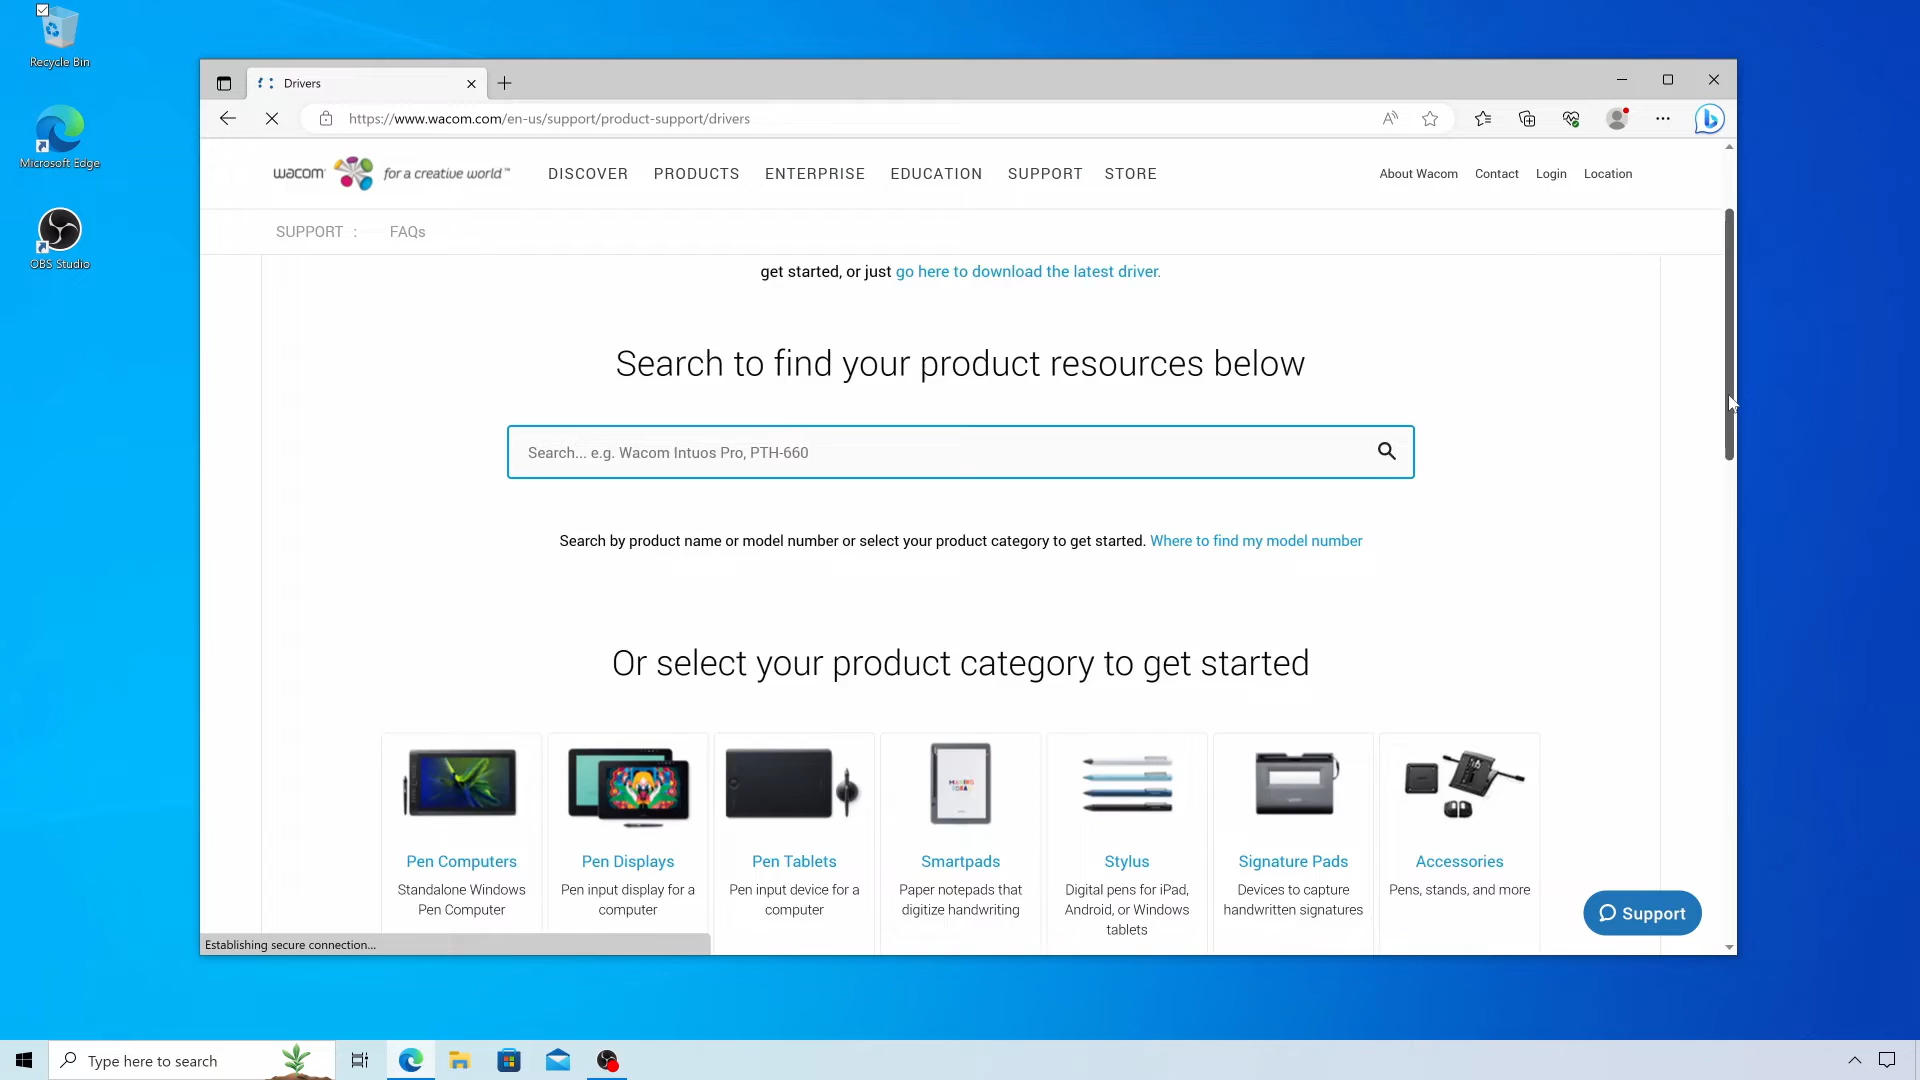 Recycle Bin
Microsoft Edge
OBS Studio
Drivers
https://www.wacom.com/en-us/support/product-support/drivers
wacom for a creative world™
DISCOVER PRODUCTS ENTERPRISE EDUCATION SUPPORT STORE
About Wacom Contact Login Location
SUPPORT : FAQs
get started, or just go here to download the latest driver.
Search to find your product resources below
Search... e.g. Wacom Intuos Pro, PTH-660
Search by product name or model number or select your product category to get started. Where to find my model number
Or select your product category to get started
Pen Computers
Standalone Windows
Pen Computer
Pen Displays
Pen input display for a
computer
Pen Tablets
Pen input device for a
computer
Smartpads
Paper notepads that
digitize handwriting
Stylus
Digital pens for iPad,
Android, or Windows
tablets
Signature Pads
Devices to capture
handwritten signatures
Accessories
Pens, stands, and more
Support
Establishing secure connection...
Type here to search